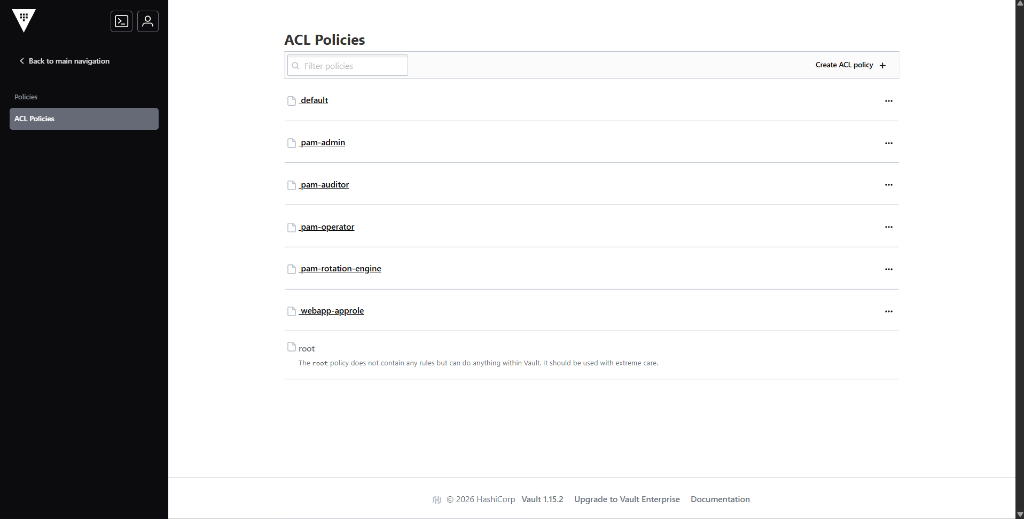 Back to main navigation
Policies
ACL Policies
ACL Policies
Filter policies
Create ACL policy +
default
pam-admin
pam-auditor
pam-operator
pam-rotation-engine
webapp-approle
root
The root policy does not contain any rules but can do anything within Vault. It should be used with extreme care.
© 2026 HashiCorp Vault 1.15.2 Upgrade to Vault Enterprise Documentation